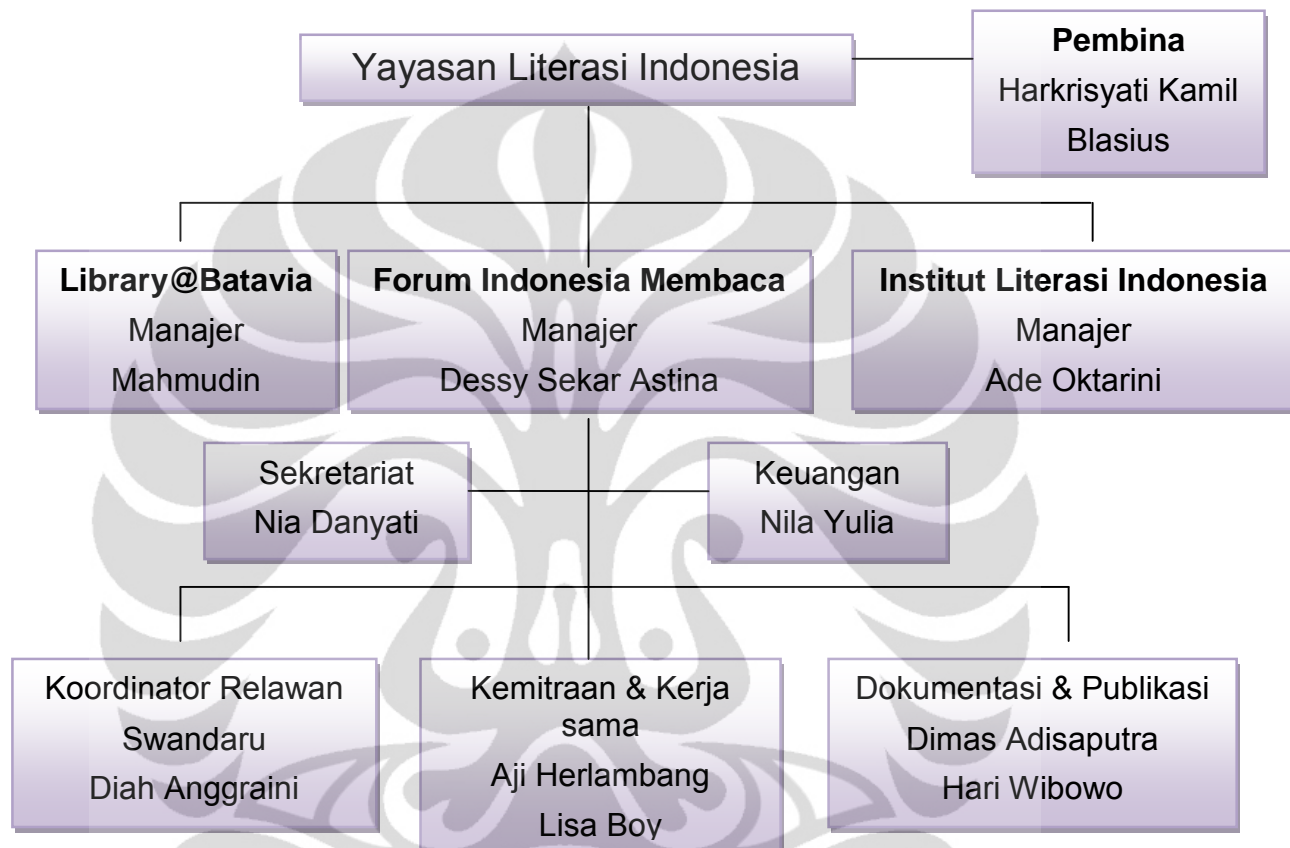 Yayasan Literasi Indonesia
Pembina
Harkrisyati Kamil
Blasius
Library@Batavia
Manajer
Mahmudin
Forum Indonesia Membaca
Manajer
Dessy Sekar Astina
Institut Literasi Indonesia
Manajer
Ade Oktarini
Sekretariat
Nia Danyati
Keuangan
Nila Yulia
Koordinator Relawan
Swandaru
Diah Anggraini
Kemitraan & Kerja
sama
Aji Herlambang
Lisa Boy
Dokumentasi & Publikasi
Dimas Adisaputra
Hari Wibowo